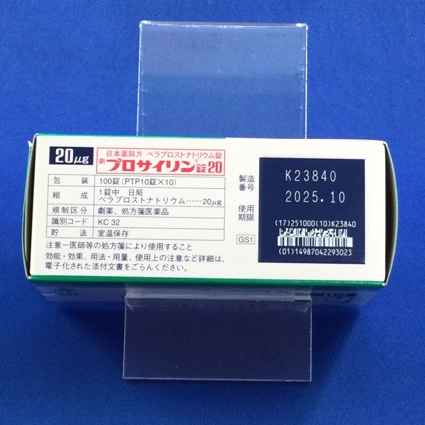 20μg
日本薬局方 ベラプロストナトリウム錠
劇 プロサイリン®錠20
包装 100錠(PTP10錠×10)
組成 1錠中 日局
ベラプロストナトリウム……20μg
規制区分 劇薬、処方箋医薬品
識別コード KC 32
貯法 室温保存
注意－医師等の処方箋により使用すること
効能・効果、用法・用量、使用上の注意など詳細は、
電子化された添付文書をごらんください。
製造番号 K23840
使用期限 2025.10
(17)251000(10)K23840
GS1
(01)14987042293023